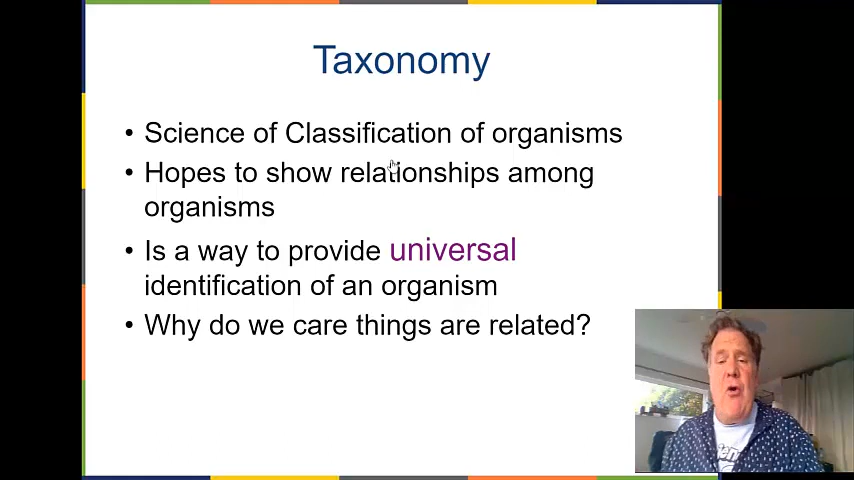 Taxonomy
• Science of Classification of organisms
• Hopes to show relationships among
organisms
• Is a way to provide universal
identification of an organism
• Why do we care things are related?